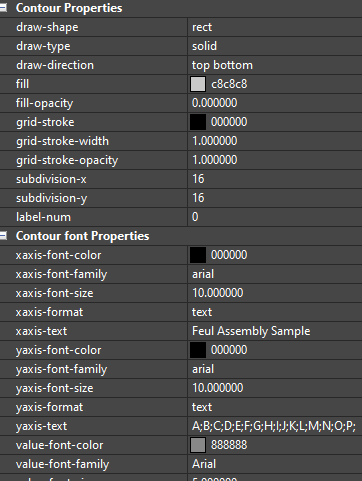 Contour Properties
draw-shape rect
draw-type solid
draw-direction top bottom
fill c8c8c8
fill-opacity 0.000000
grid-stroke 000000
grid-stroke-width 1.000000
grid-stroke-opacity 1.000000
subdivision-x 16
subdivision-y 16
label-num 0
Contour font Properties
xaxis-font-color 000000
xaxis-font-family arial
xaxis-font-size 10.000000
xaxis-format text
xaxis-text Feul Assembly Sample
yaxis-font-color 000000
yaxis-font-family arial
yaxis-font-size 10.000000
yaxis-format text
yaxis-text A;B;C;D;E;F;G;H;I;J;K;L;M;N;O;P;
value-font-color 888888
value-font-family Arial